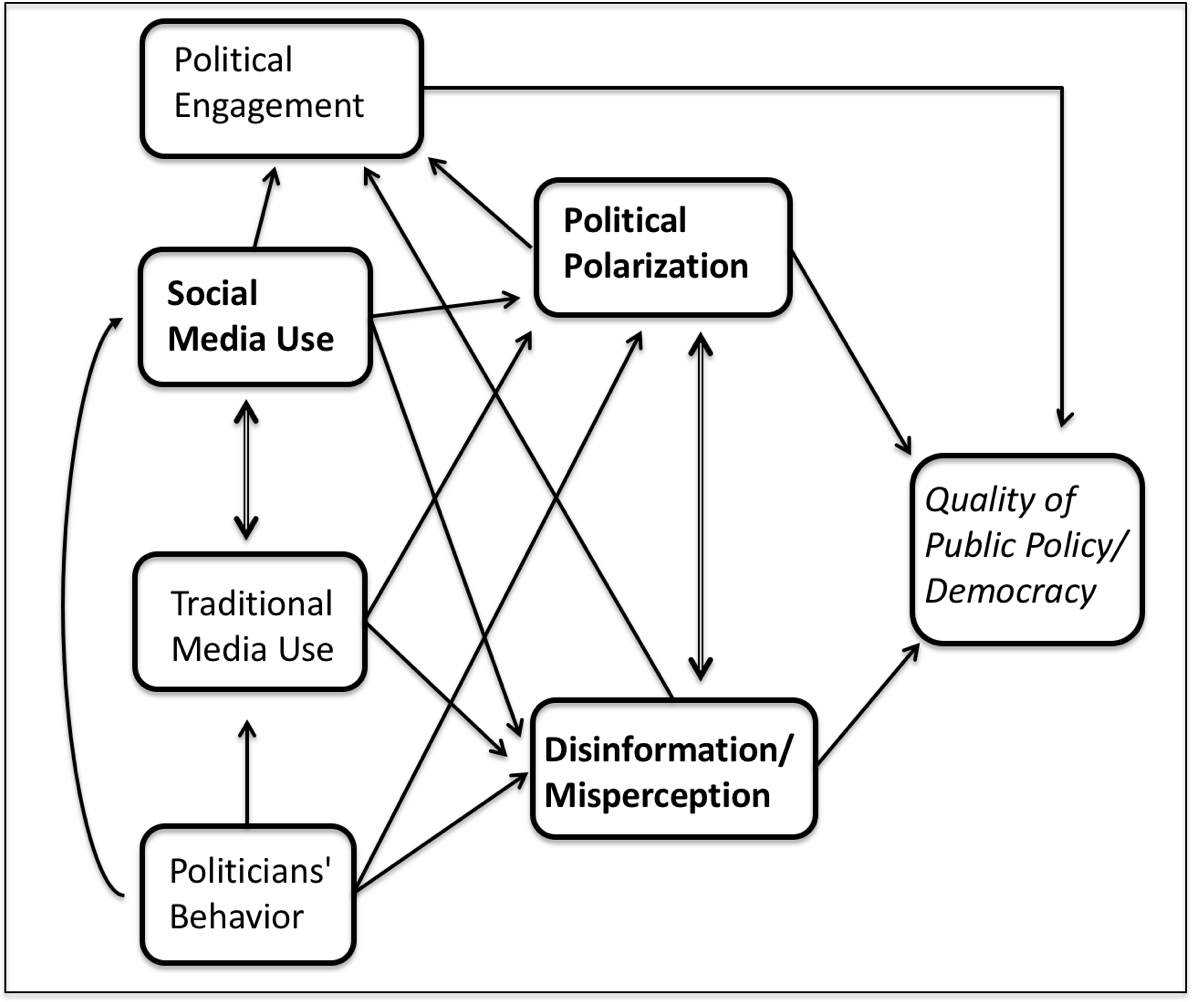 Political
Engagement
Political
Polarization
Social
Media Use
Quality of
Public Policy/
Democracy
Traditional
Media Use
Disinformation/
Misperception
Politicians'
Behavior